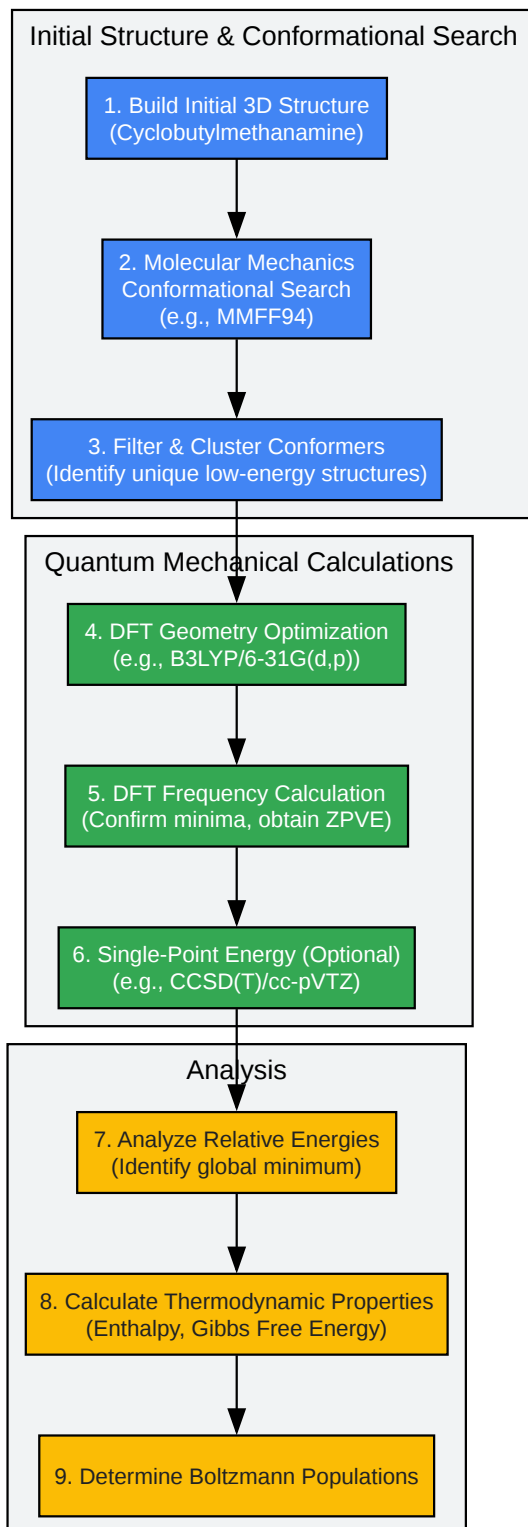 Initial Structure & Conformational Search
1. Build Initial 3D Structure
(Cyclobutylmethanamine)
2. Molecular Mechanics
Conformational Search
(e.g., MMFF94)
3. Filter & Cluster Conformers
(Identify unique low-energy structures)
Quantum Mechanical Calculations
4. DFT Geometry Optimization
(e.g., B3LYP/6-31G(d,p))
5. DFT Frequency Calculation
(Confirm minima, obtain ZPVE)
6. Single-Point Energy (Optional)
(e.g., CCSD(T)/cc-pVTZ)
Analysis
7. Analyze Relative Energies
(Identify global minimum)
8. Calculate Thermodynamic Properties
(Enthalpy, Gibbs Free Energy)
9. Determine Boltzmann Populations